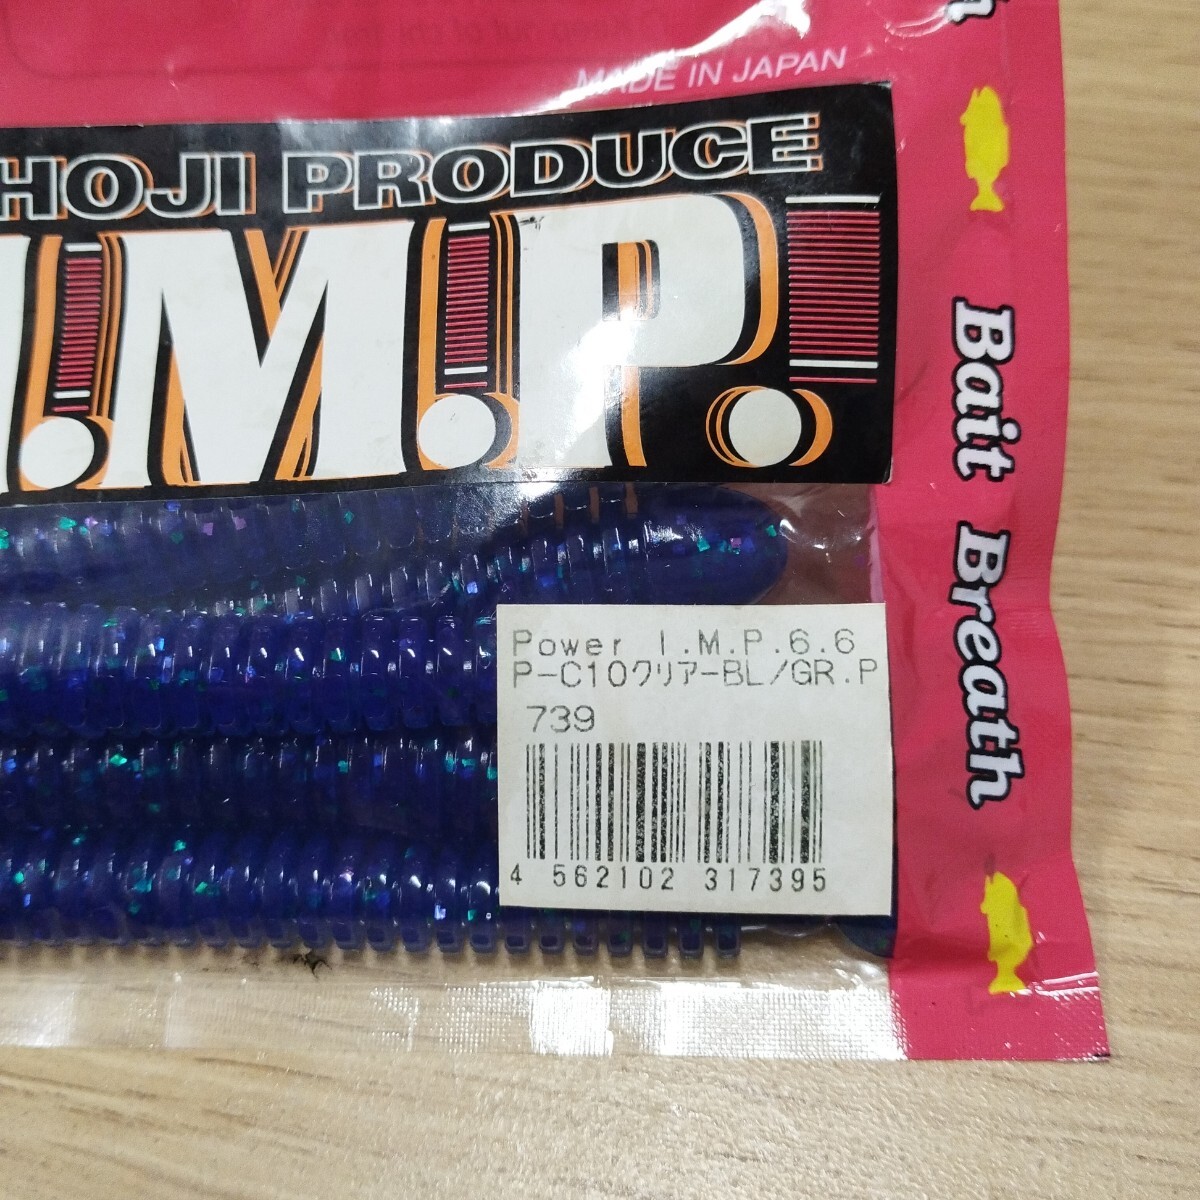 MADE IN JAPAN
HOJI PRODUCE
I.M.P.
Bait Breath
Power I.M.P.6.6
P-C10クリアーBL/GR.P
739
4 562102 317395